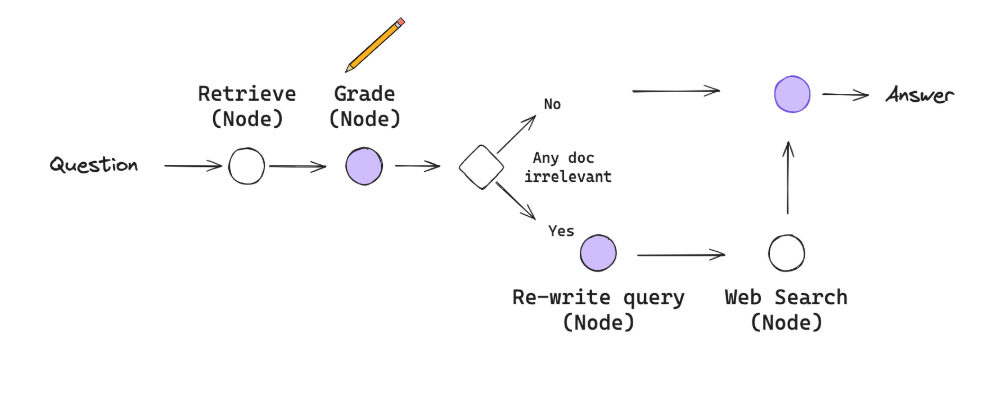 Retrieve
(Node)
Grade
(Node)
Question
No
Any doc
irrelevant
Yes
Answer
Re-write query
(Node)
Web Search
(Node)